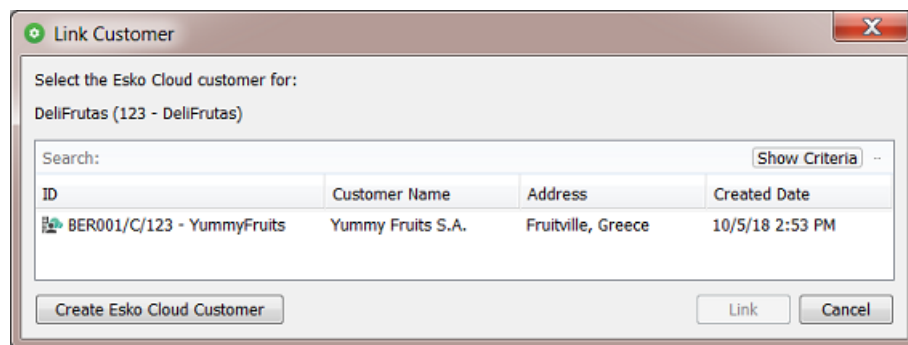 Link Customer
X
Select the Esko Cloud customer for:
DeliFrutas (123 - DeliFrutas)
Search: Show Criteria --
ID Customer Name Address Created Date
BER001/C/123 - YummyFruits Yummy Fruits S.A. Fruitville, Greece 10/5/18 2:53 PM
Create Esko Cloud Customer Link Cancel